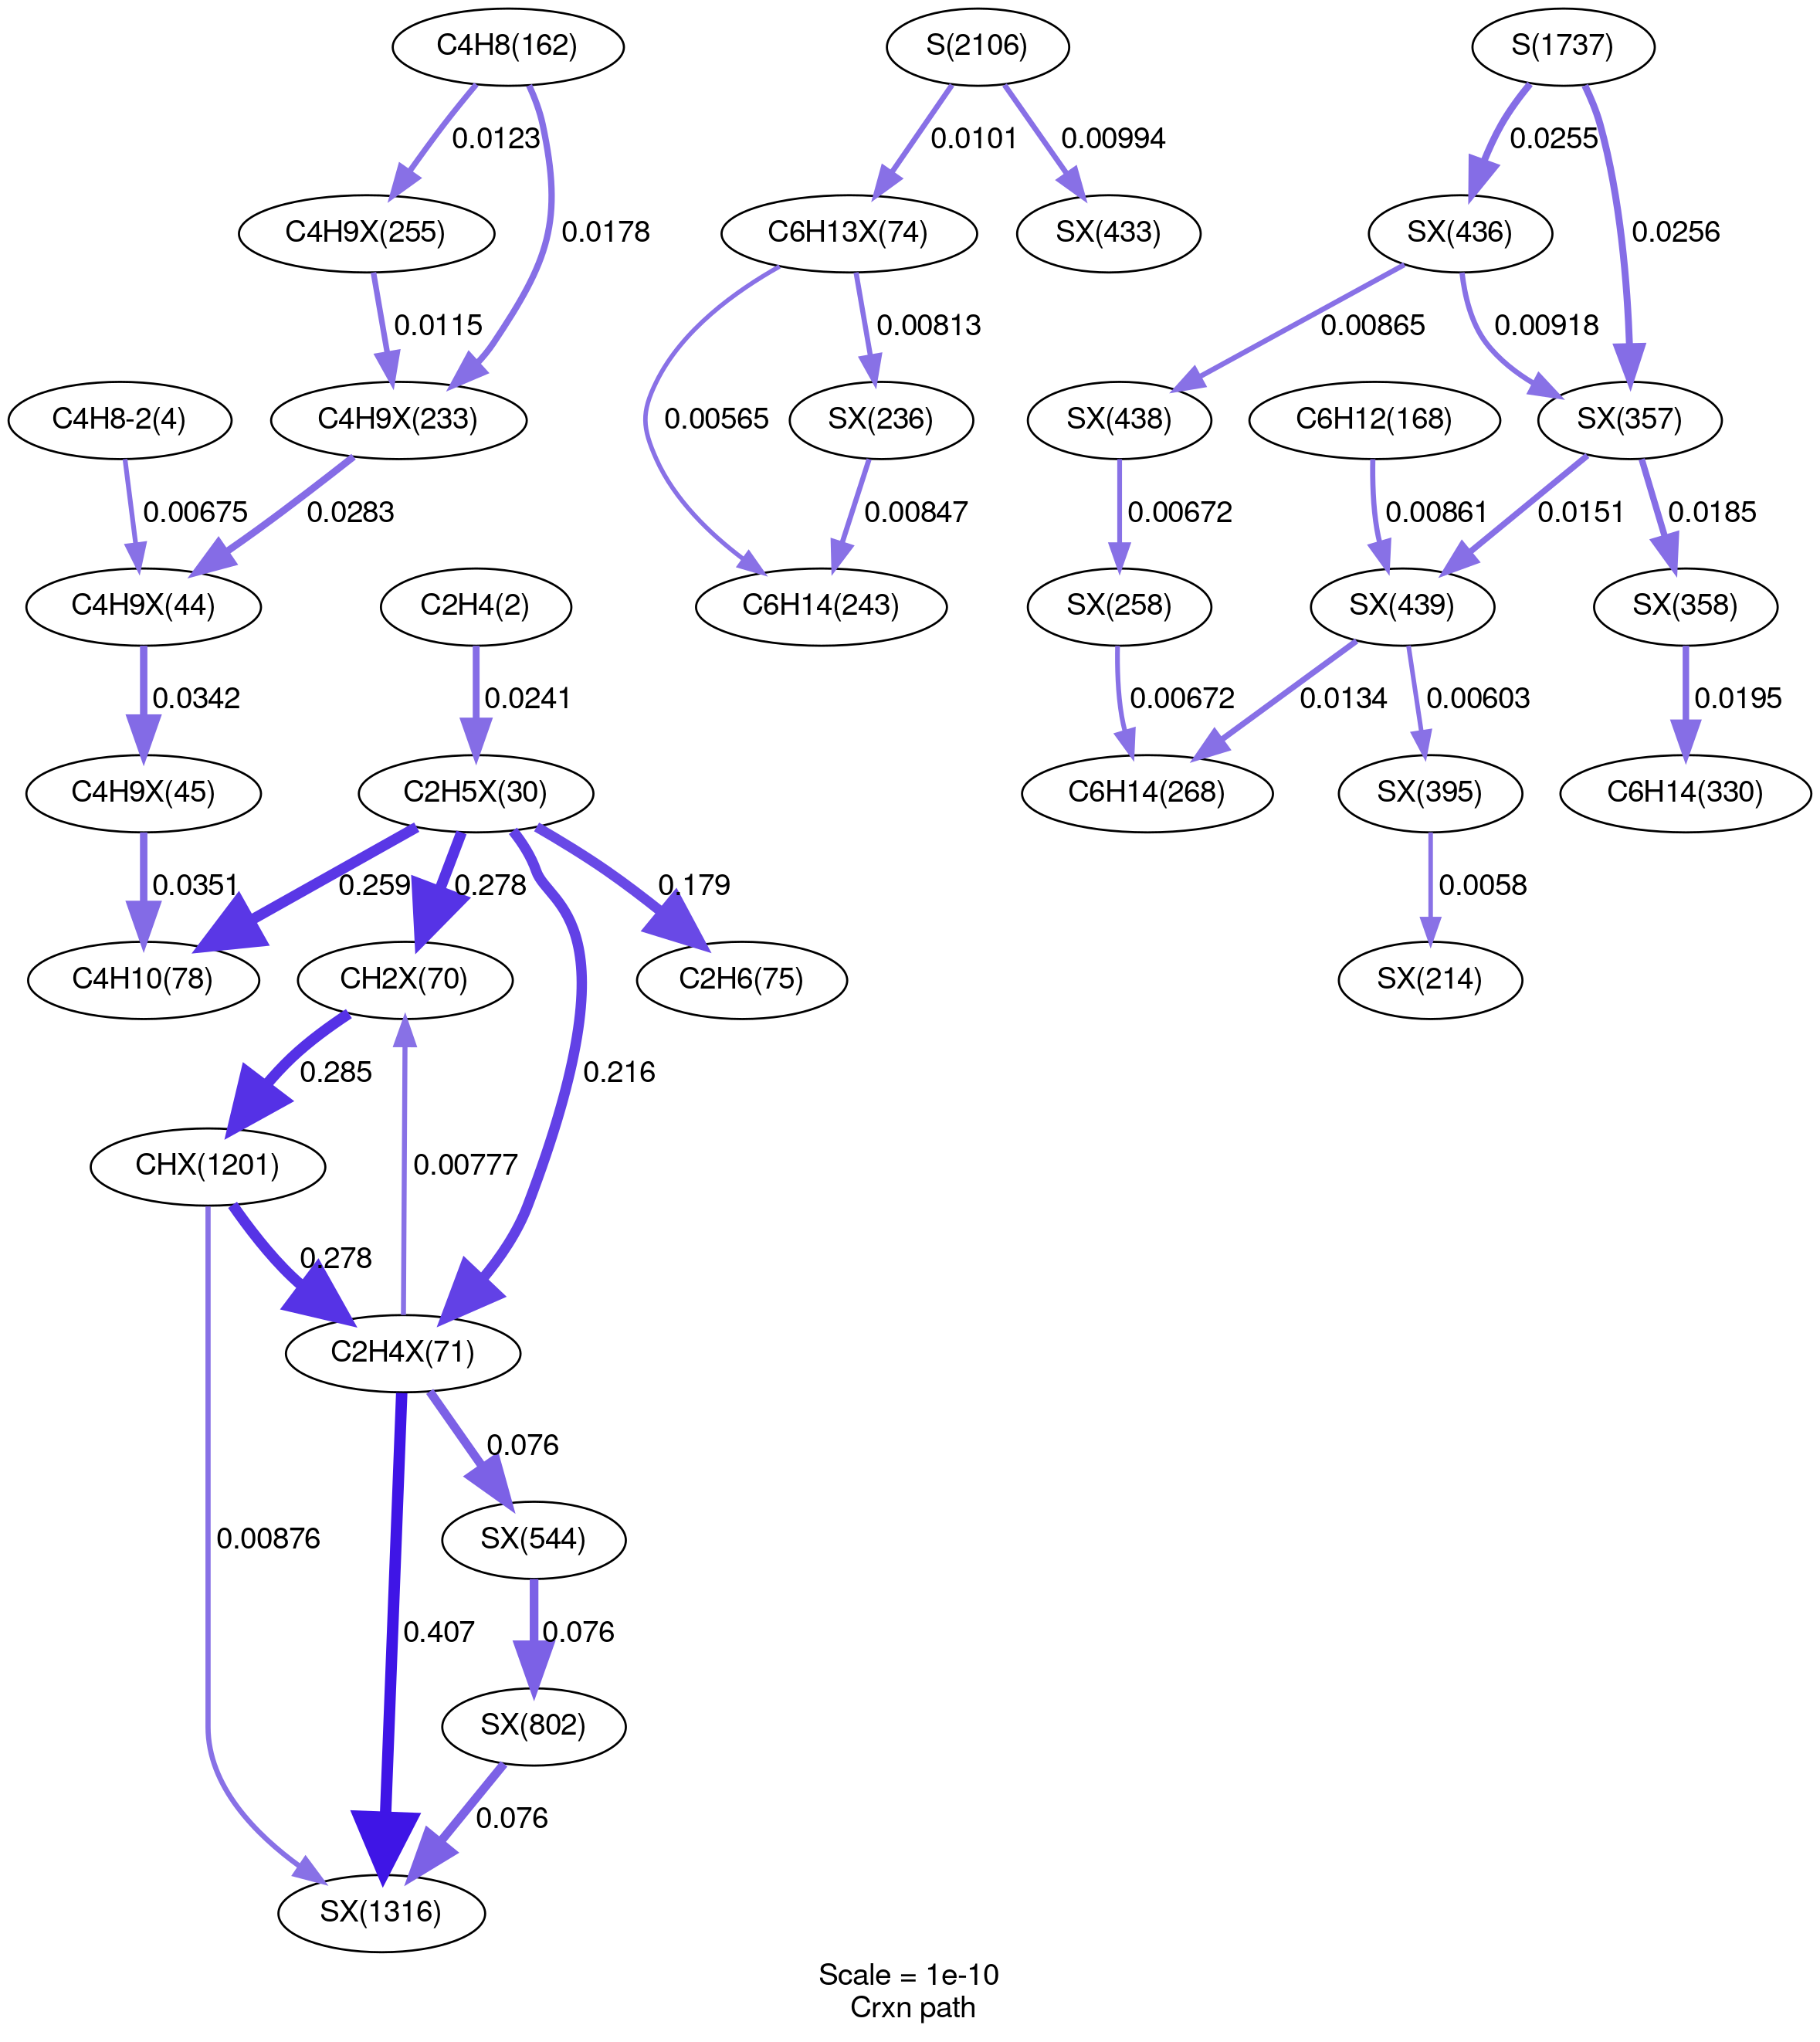 C4H8(162)
S(2106)
S(1737)
0.0123
0.0101
0.00994
0.0255
C4H9X(255)
0.0178
C6H13X(74)
SX(433)
SX(436)
0.0256
0.0115
0.00813
0.00865
0.00918
C4H8-2(4)
C4H9X(233)
0.00565
SX(236)
SX(438)
C6H12(168)
SX(357)
0.00675
0.0283
0.00847
0.00672
0.00861
0.0151
0.0185
C4H9X(44)
C2H4(2)
C6H14(243)
SX(258)
SX(439)
SX(358)
0.0342
0.0241
0.00672
0.0134
0.00603
0.0195
C4H9X(45)
C2H5X(30)
C6H14(268)
SX(395)
C6H14(330)
0.0351
0.259
0.278
0.179
0.0058
C4H10(78)
CH2X(70)
C2H6(75)
SX(214)
0.285
0.216
CHX(1201)
0.00777
0.278
C2H4X(71)
0.076
0.00876
SX(544)
0.407
0.076
SX(802)
0.076
SX(1316)
Scale = 1e-10
Crxn path